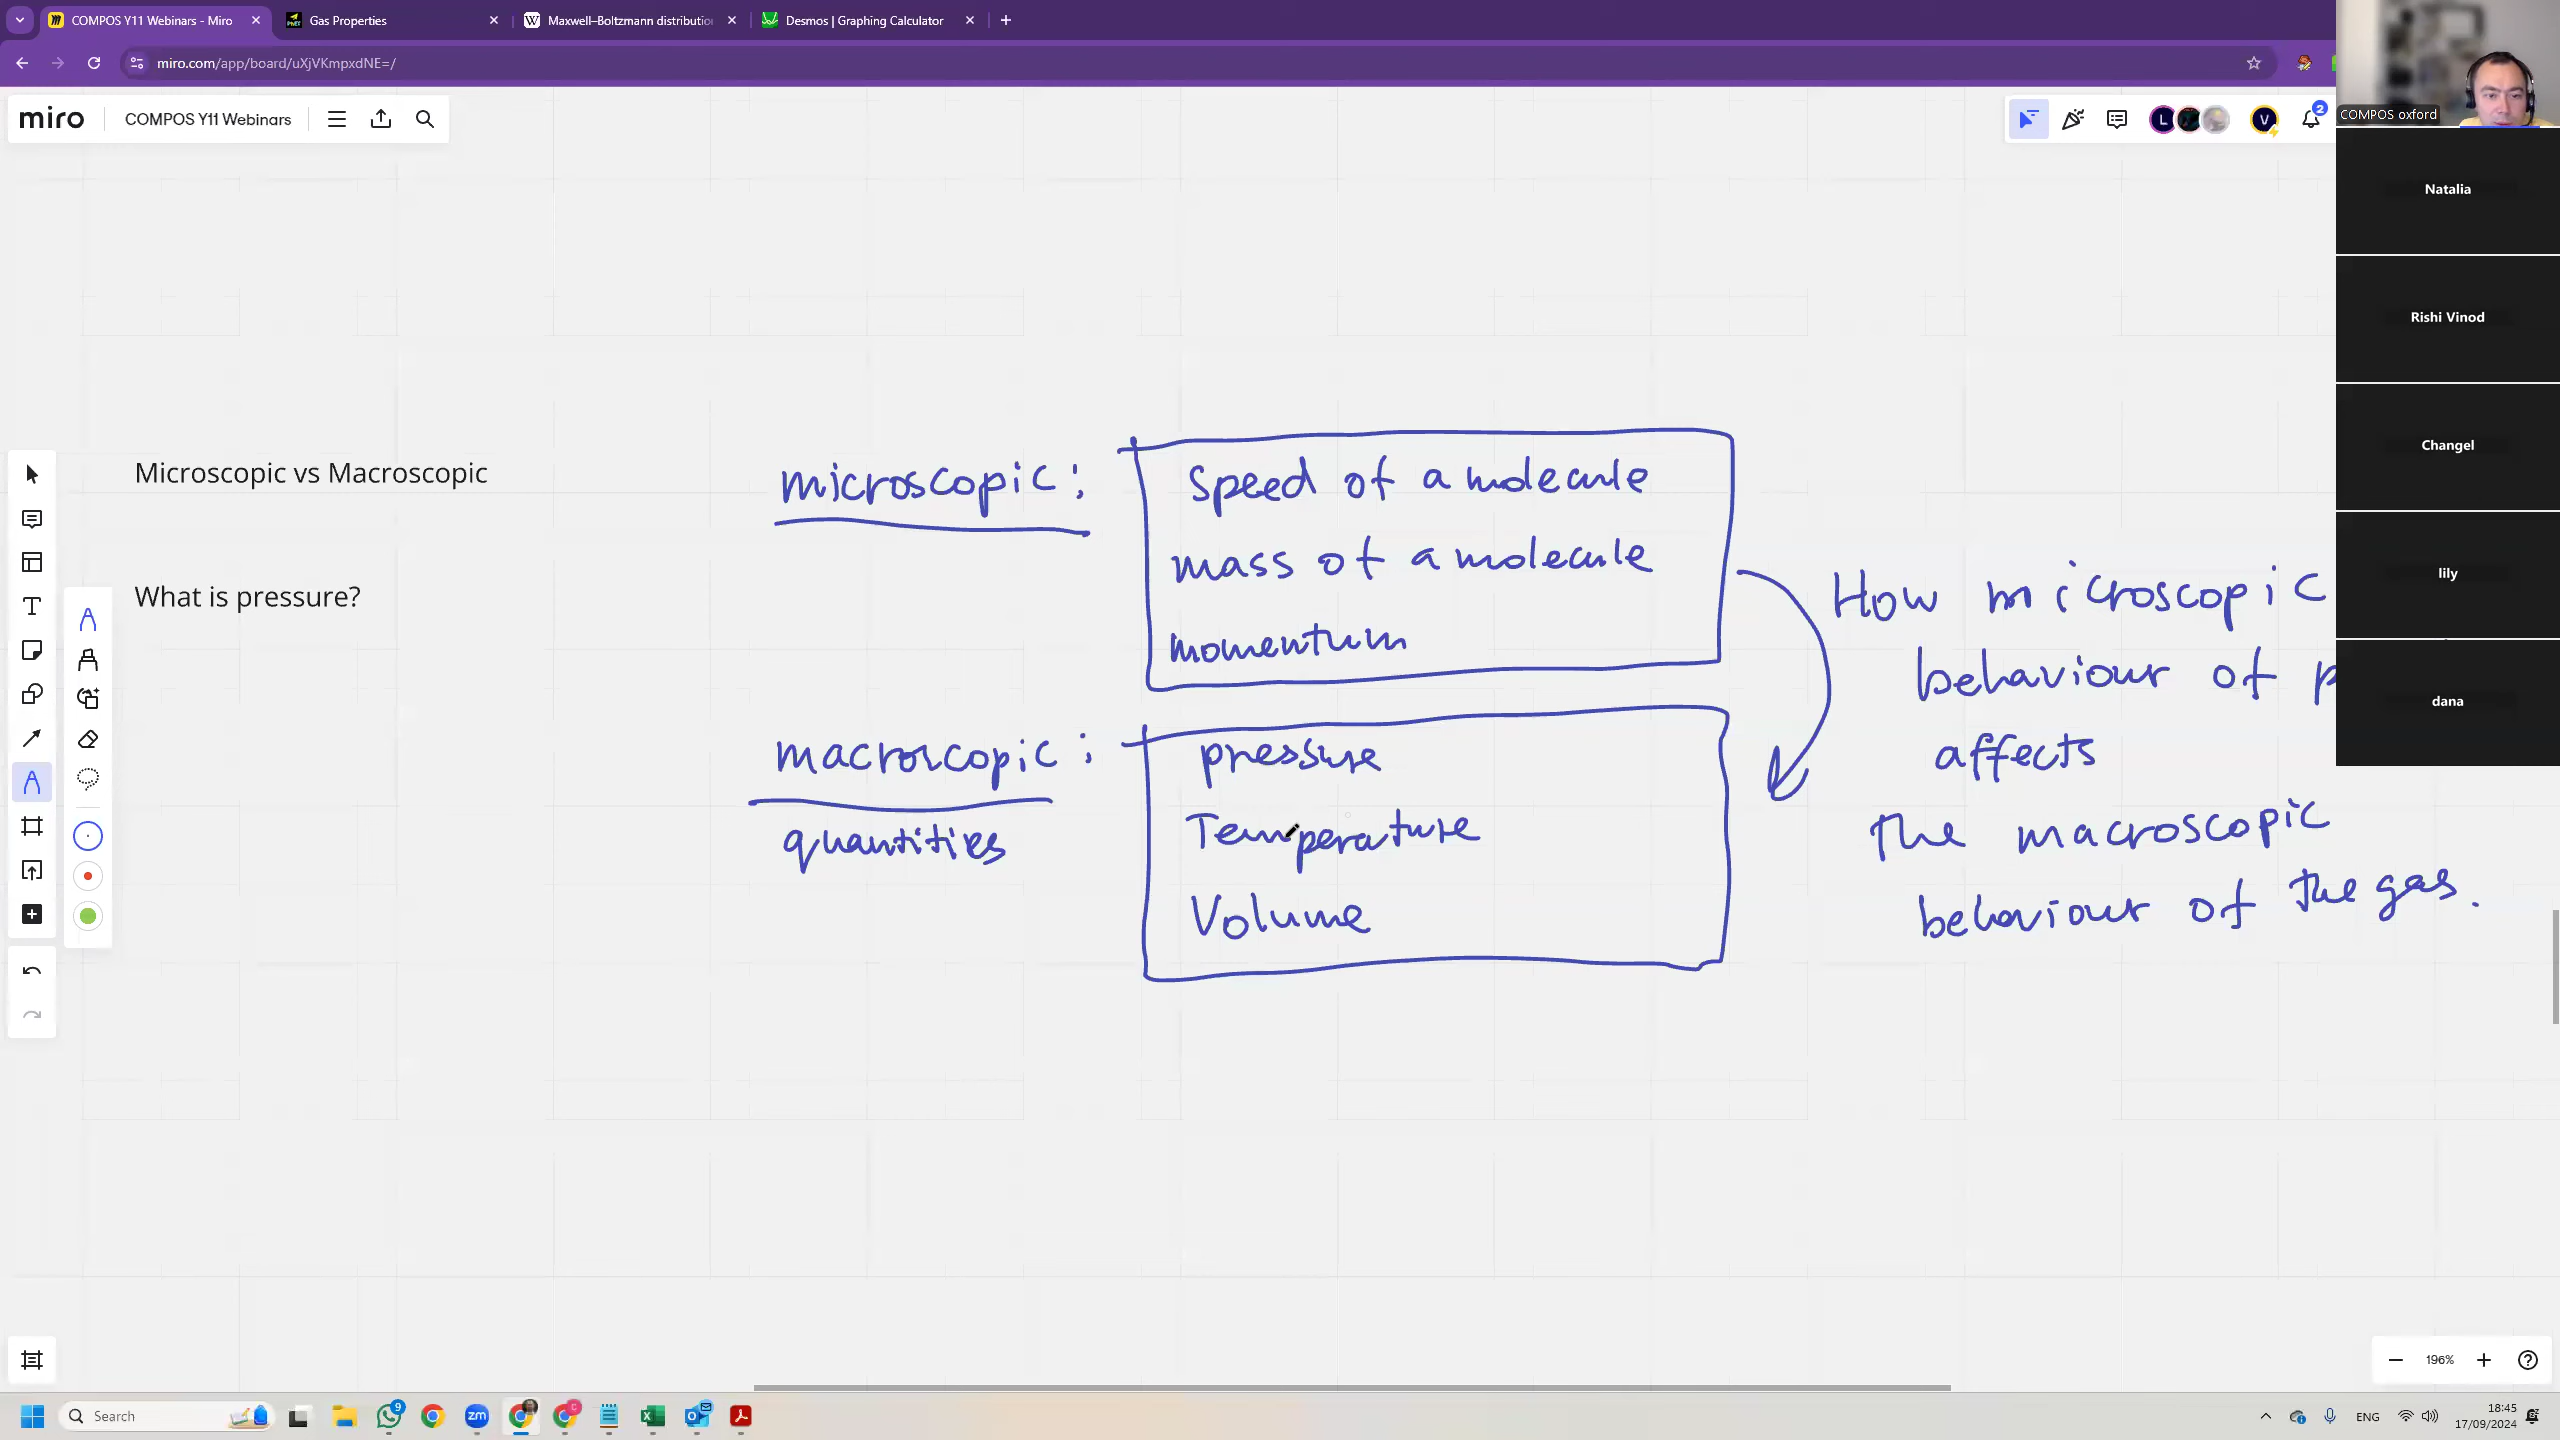 COMPOS Y11 Webinars - Miro
Gas Properties
Maxwell–Boltzmann distributio
Desmos | Graphing Calculator
miro.com/app/board/uXjVKmpxdNE=/
miro
COMPOS Y11 Webinars
L
V
2
COMPOS oxford
Natalia
Rishi Vinod
Changel
lily
dana
Microscopic vs Macroscopic
What is pressure?
microscopic:
Speed of a molecule
mass of a molecule
momentum
macroscopic:
quantities
pressure
Temperature
Volume
How microscopic
behaviour of p
affects
the macroscopic
behaviour of the gas.
196%
Search
9
zm
ENG
18:45
17/09/2024